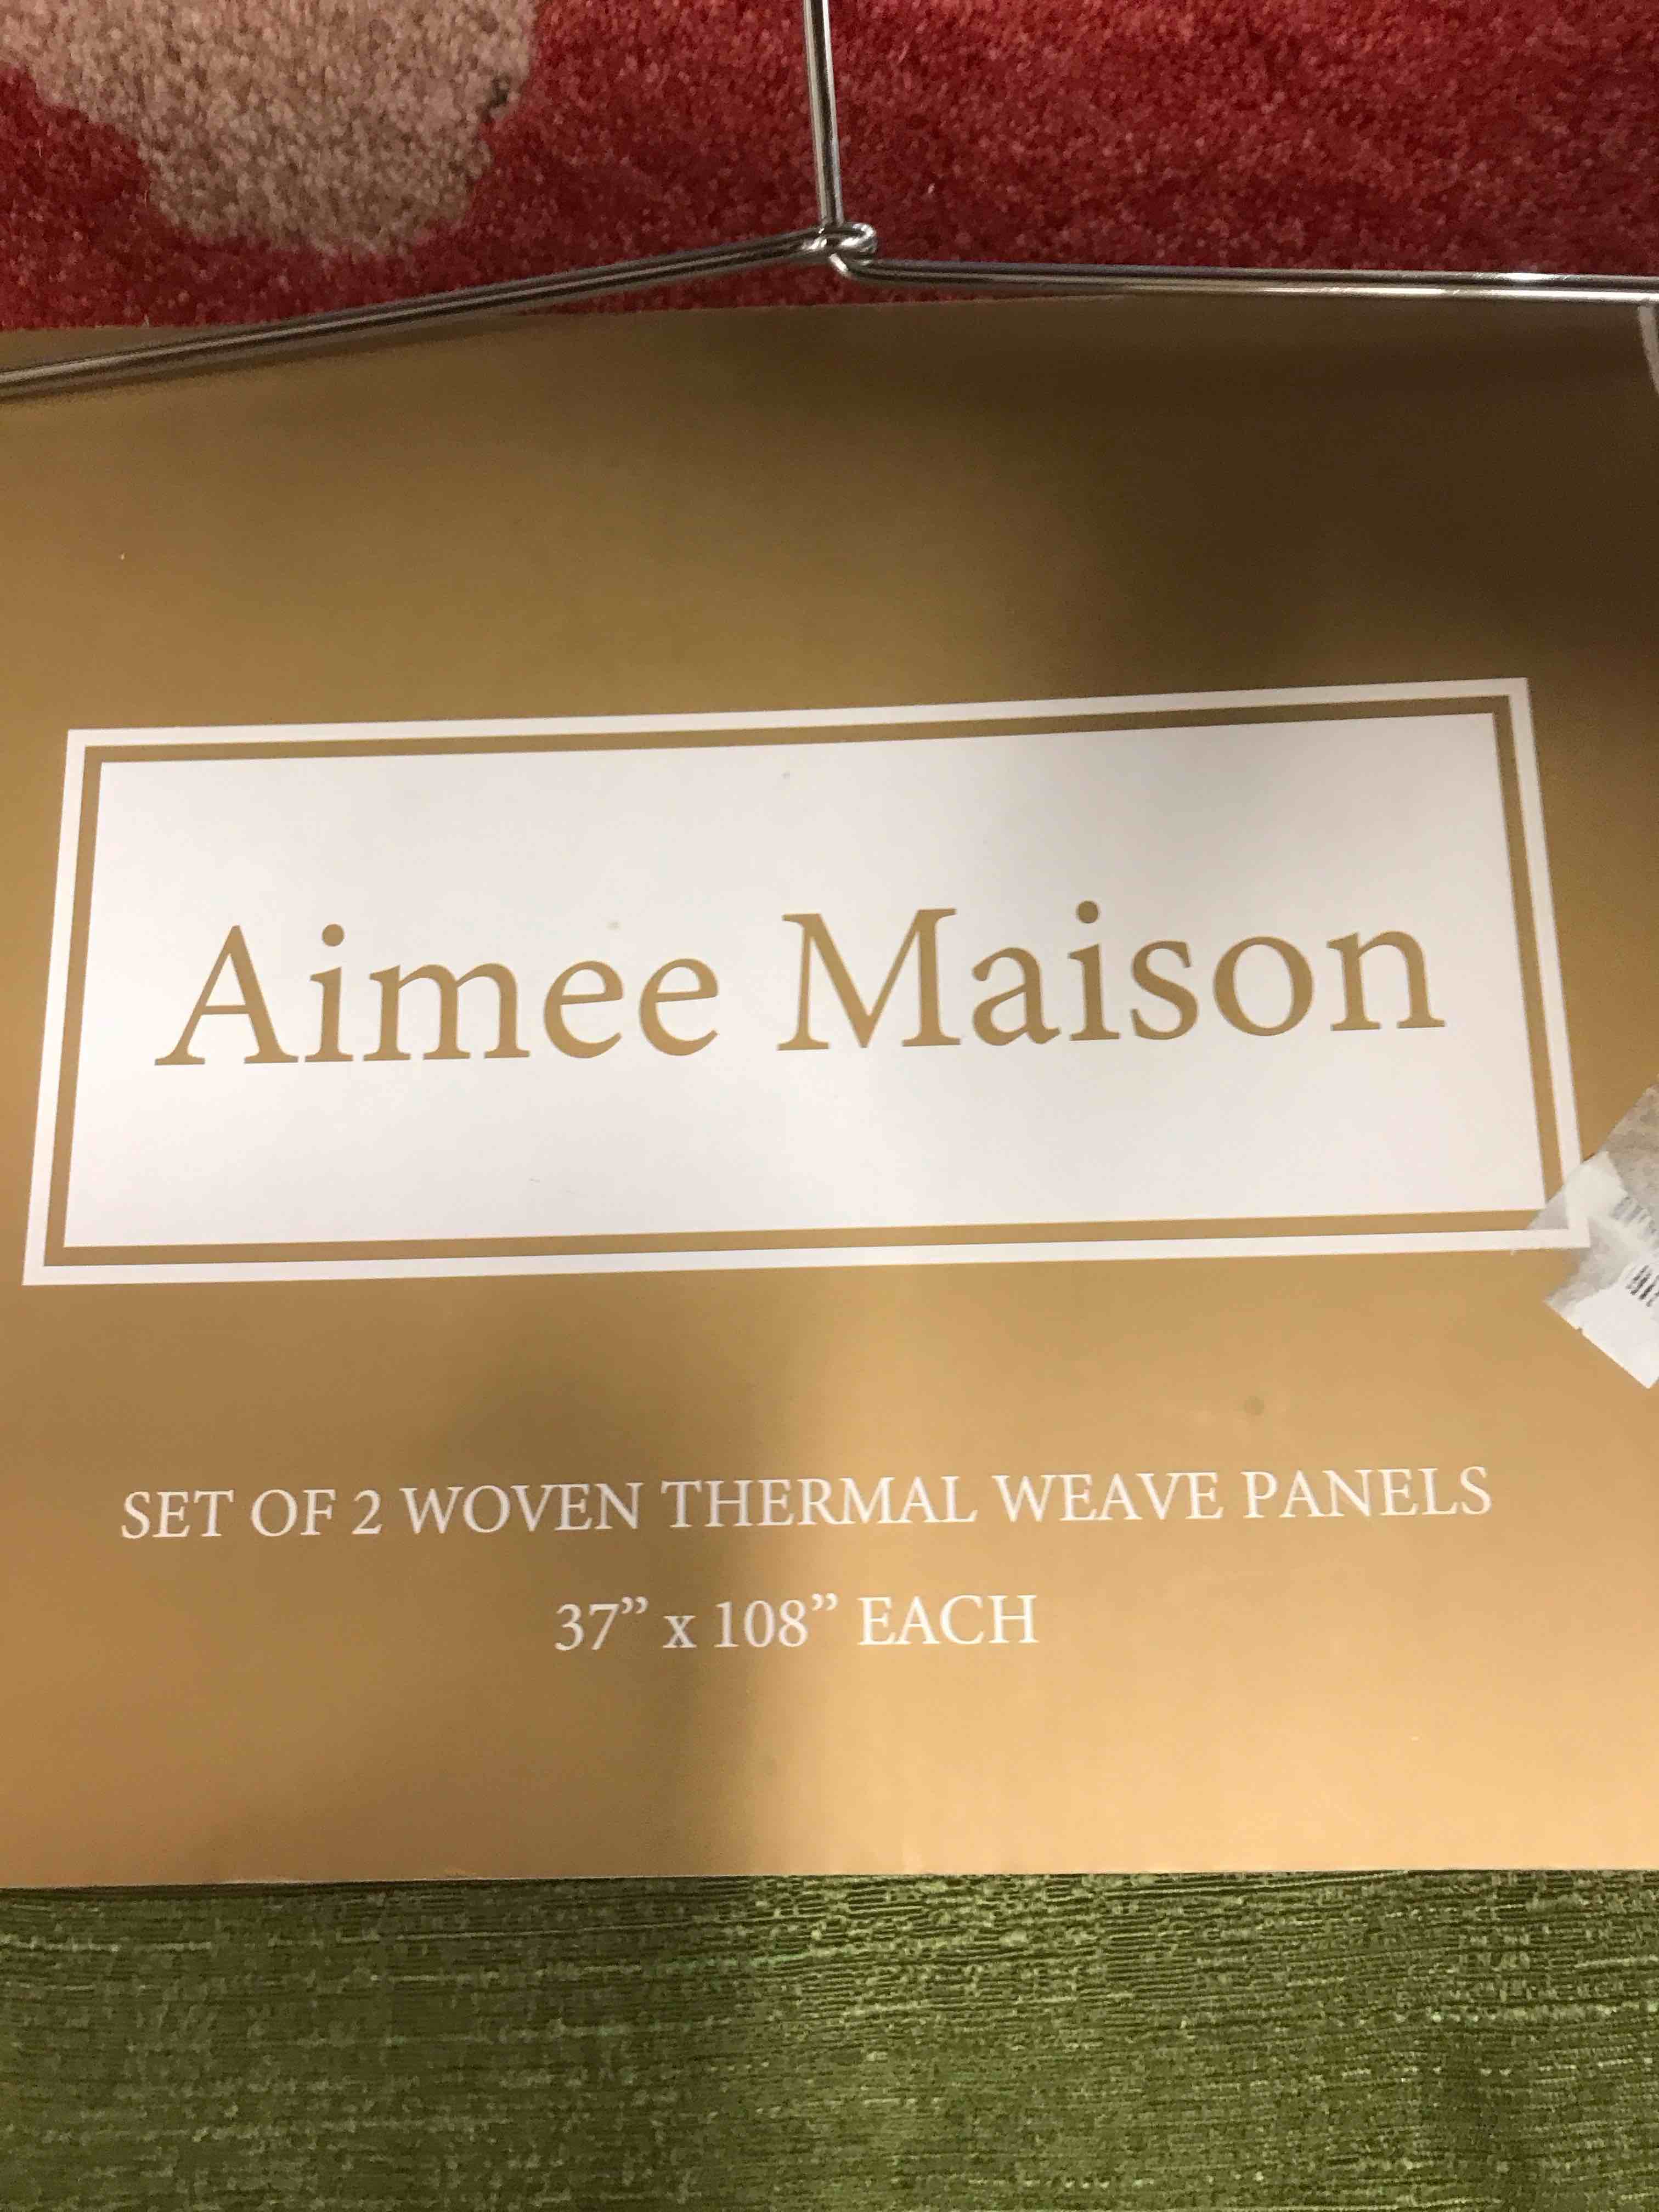 Aimee Maison
SET OF 2 WOVEN THERMAL WEAVE PANELS
37” x 108” EACH